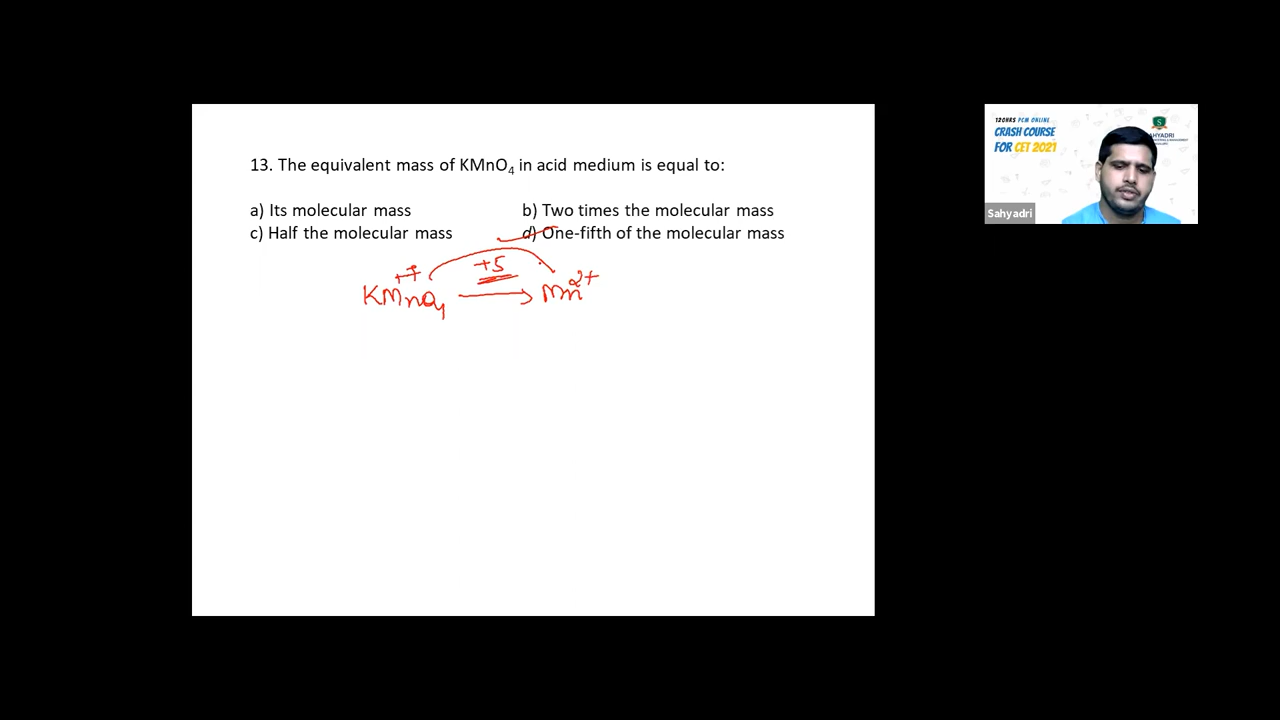 13. The equivalent mass of KMnO₄ in acid medium is equal to:
a) Its molecular mass b) Two times the molecular mass
c) Half the molecular mass d) One-fifth of the molecular mass
+7 +5
KMnO₄ → Mn²⁺
120HRS PCM ONLINE
CRASH COURSE
FOR CET 2021
S
Sahyadri